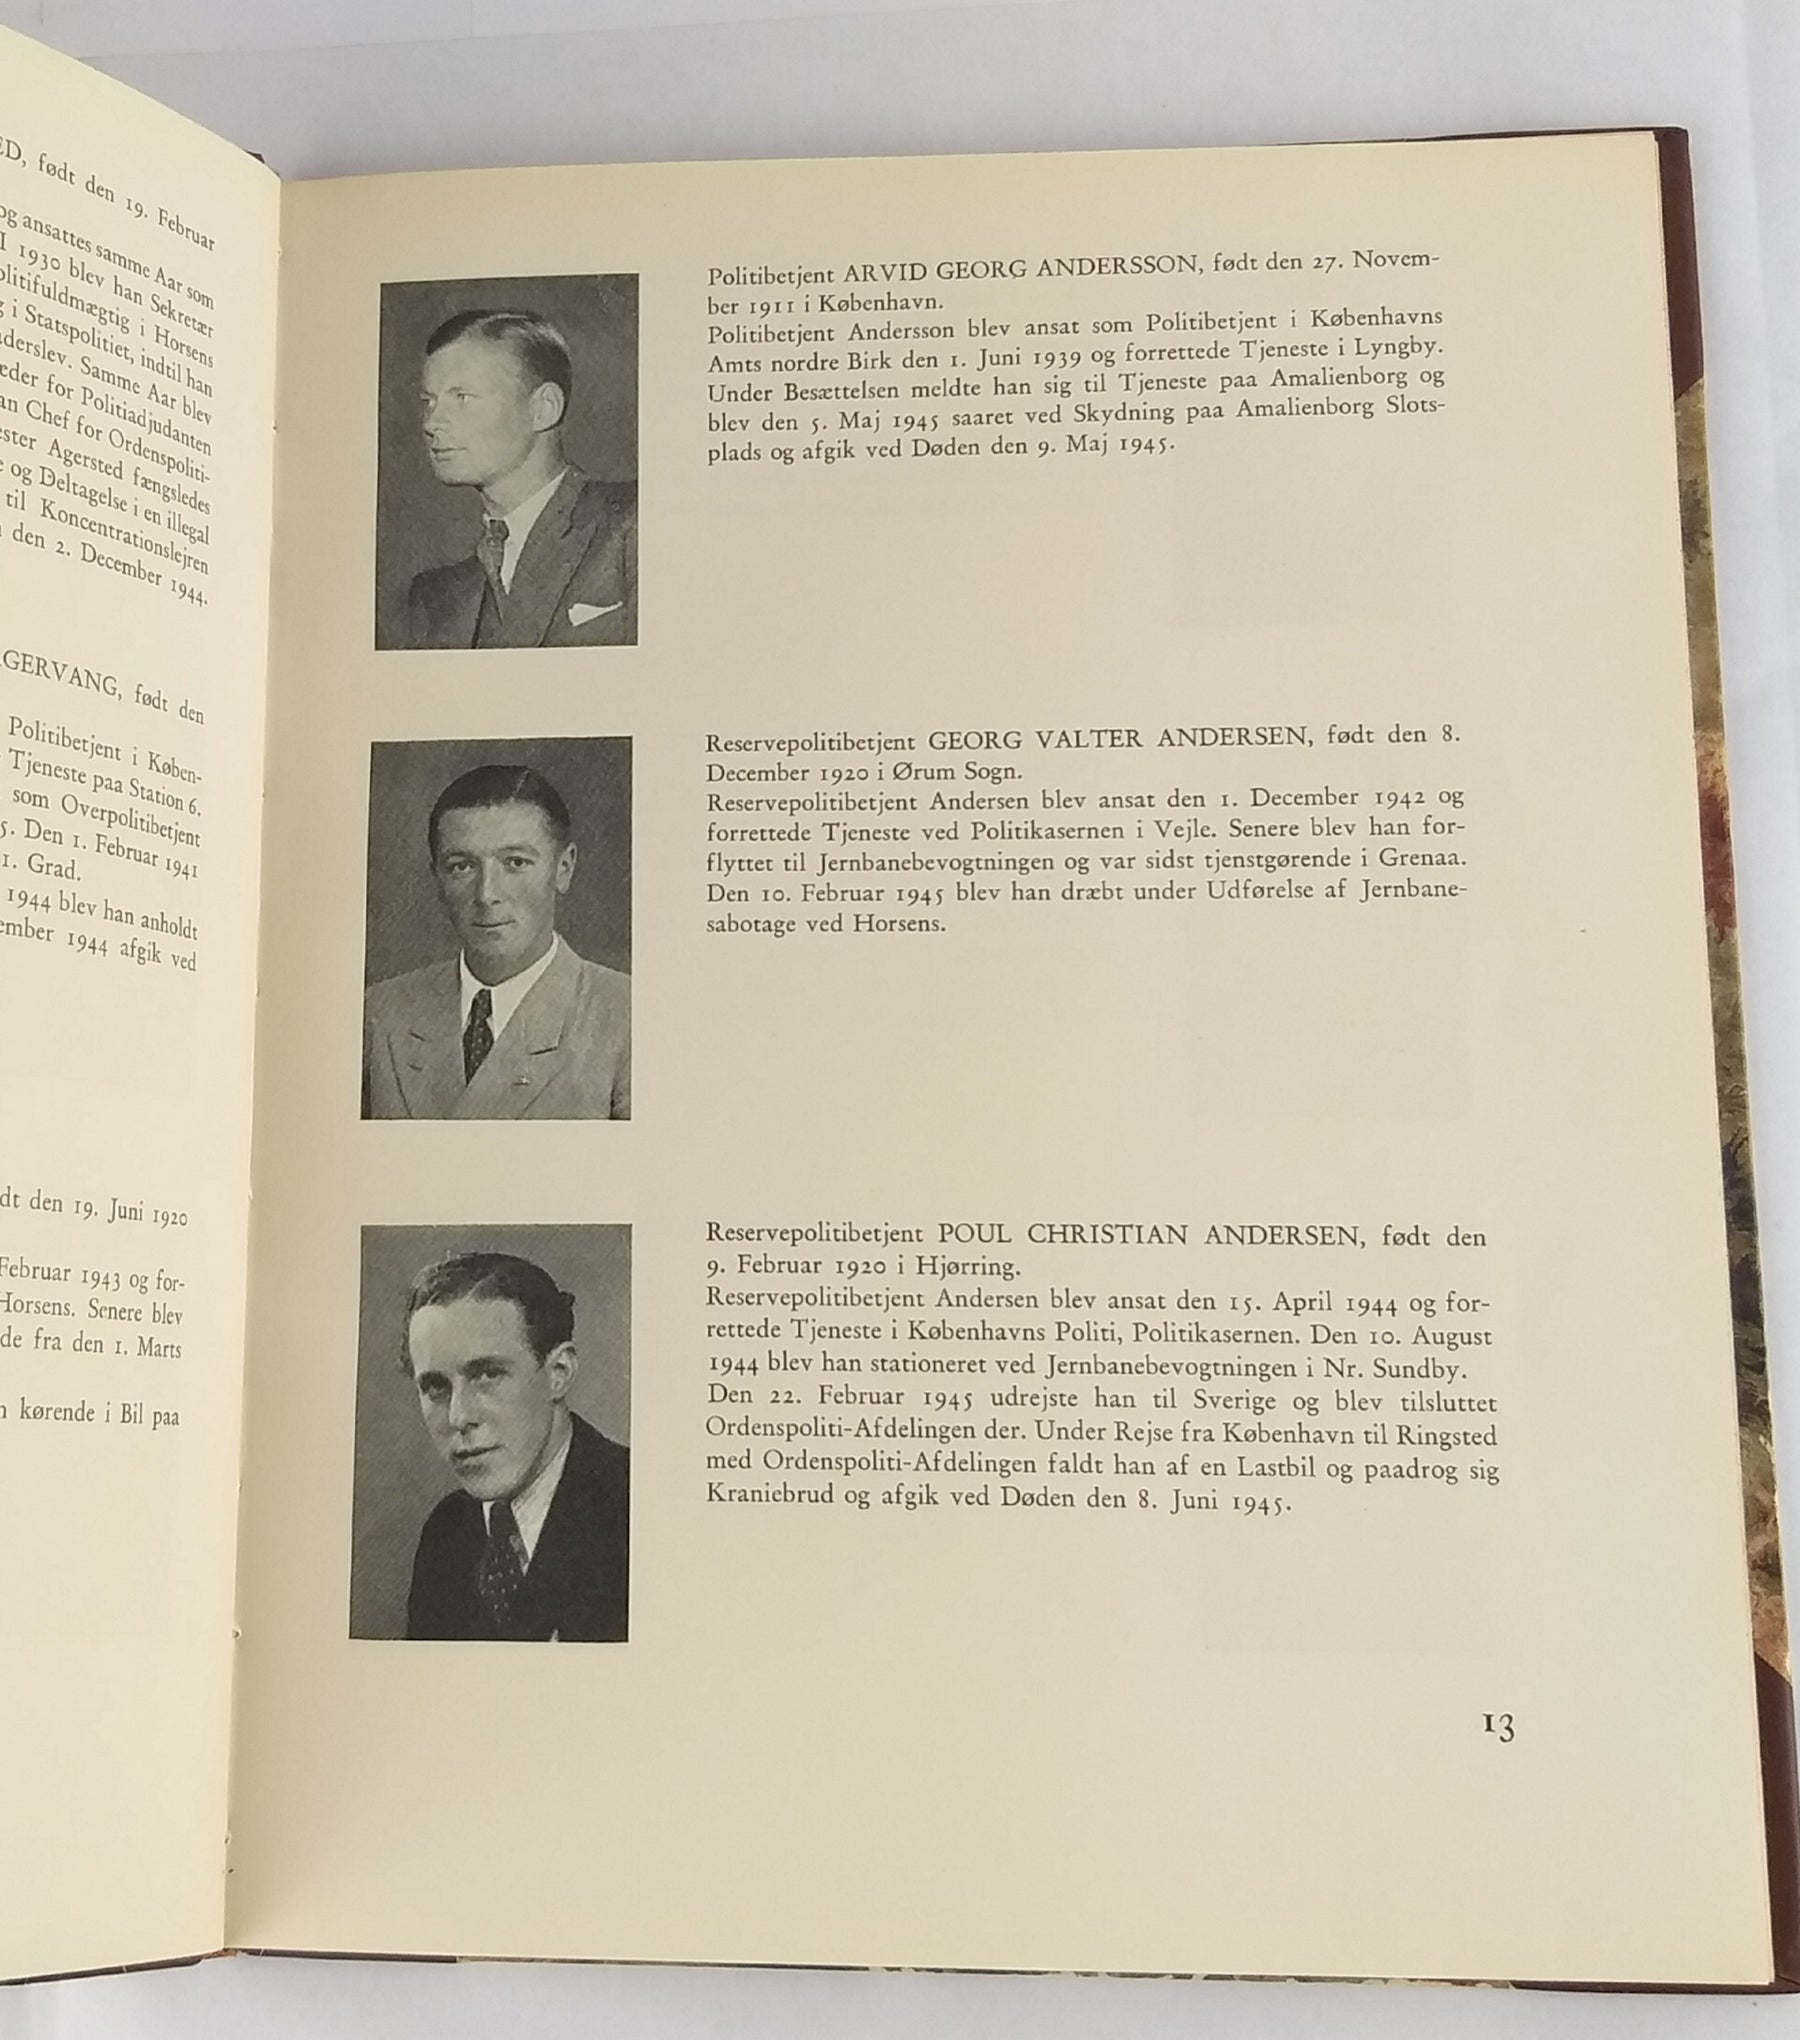 født den 19. Februar
og ansattes samme Aar som
I 1930 blev han Sekretær
i Horsens
i Statspolitiet, indtil han
Samme Aar blev
for Politiadjudanten
Chef for Ordenspoliti-
Agersted fængsledes
og Deltagelse i en illegal
til Koncentrationslejren
den 2. December 1944.
født den
Politibetjent i Køben-
Tjeneste paa Station 6.
som Overpolitibetjent
5. Den 1. Februar 1941
1. Grad.
1944 blev han anholdt
1944 afgik ved
den 19. Juni 1920
Februar 1943 og for-
Horsens. Senere blev
fra den 1. Marts
kørende i Bil paa
Politibetjent ARVID GEORG ANDERSSON, født den 27. Novem-
ber 1911 i København.
Politibetjent Andersson blev ansat som Politibetjent i Københavns
Amts nordre Birk den 1. Juni 1939 og forrettede Tjeneste i Lyngby.
Under Besættelsen meldte han sig til Tjeneste paa Amalienborg og
blev den 5. Maj 1945 saaret ved Skydning paa Amalienborg Slots-
plads og afgik ved Døden den 9. Maj 1945.
Reservepolitibetjent GEORG VALTER ANDERSEN, født den 8.
December 1920 i Ørum Sogn.
Reservepolitibetjent Andersen blev ansat den 1. December 1942 og
forrettede Tjeneste ved Politikasernen i Vejle. Senere blev han for-
flyttet til Jernbanebevogtningen og var sidst tjenstgørende i Grenaa.
Den 10. Februar 1945 blev han dræbt under Udførelse af Jernbane-
sabotage ved Horsens.
Reservepolitibetjent POUL CHRISTIAN ANDERSEN, født den
9. Februar 1920 i Hjørring.
Reservepolitibetjent Andersen blev ansat den 15. April 1944 og for-
rettede Tjeneste i Københavns Politi, Politikasernen. Den 10. August
1944 blev han stationeret ved Jernbanebevogtningen i Nr. Sundby.
Den 22. Februar 1945 udrejste han til Sverige og blev tilsluttet
Ordenspoliti-Afdelingen der. Under Rejse fra København til Ringsted
med Ordenspoliti-Afdelingen faldt han af en Lastbil og paadrog sig
Kraniebrud og afgik ved Døden den 8. Juni 1945.
13